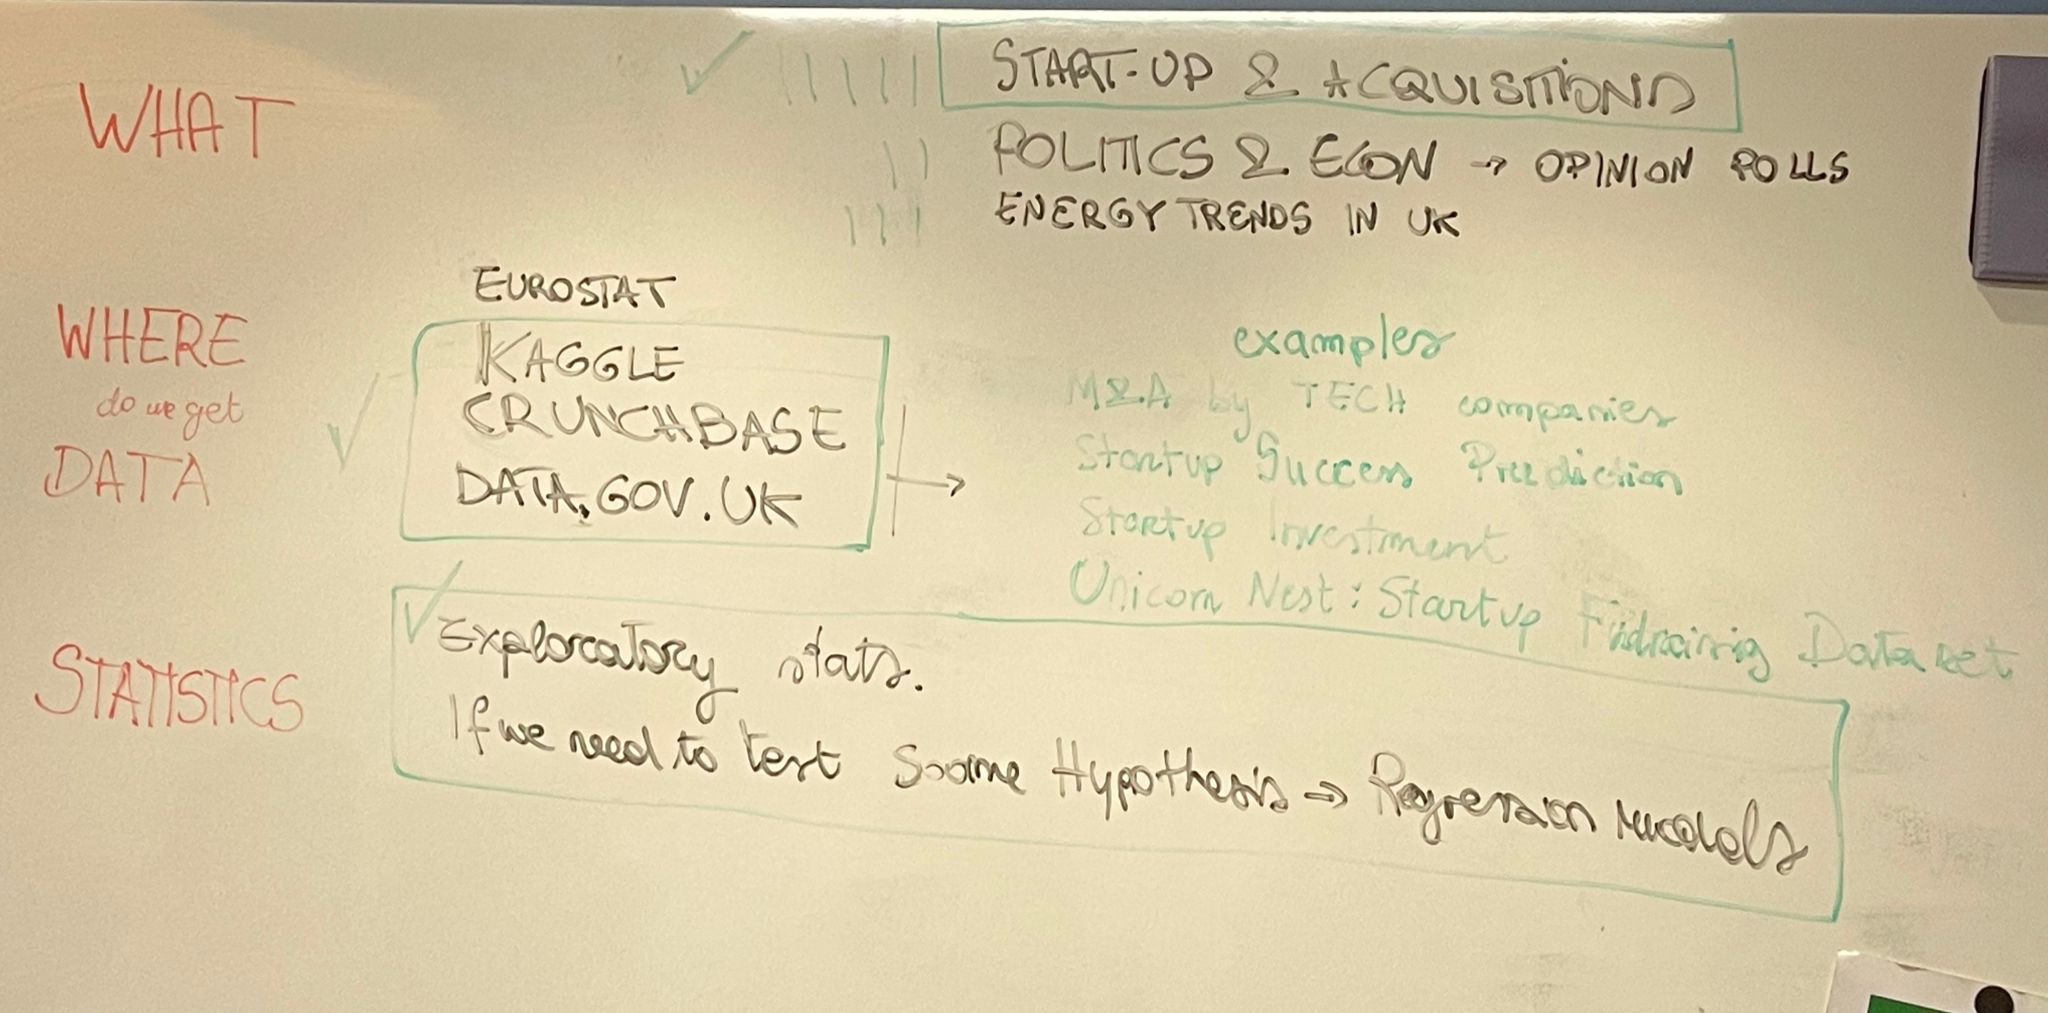 WHAT
START-UP & ACQUISITIONS
POLITICS & ECON → OPINION POLLS
ENERGY TRENDS IN UK
WHERE
do we get
DATA
EUROSTAT
KAGGLE
CRUNCHBASE
DATA.GOV.UK
examples
M&A by TECH companies
Startup Success Prediction
Startup Investment
Unicorn Nest: Startup Fudraising Dataset
STATISTICS
Exploratory stats.
If we need to test some Hypothesis → Regression models